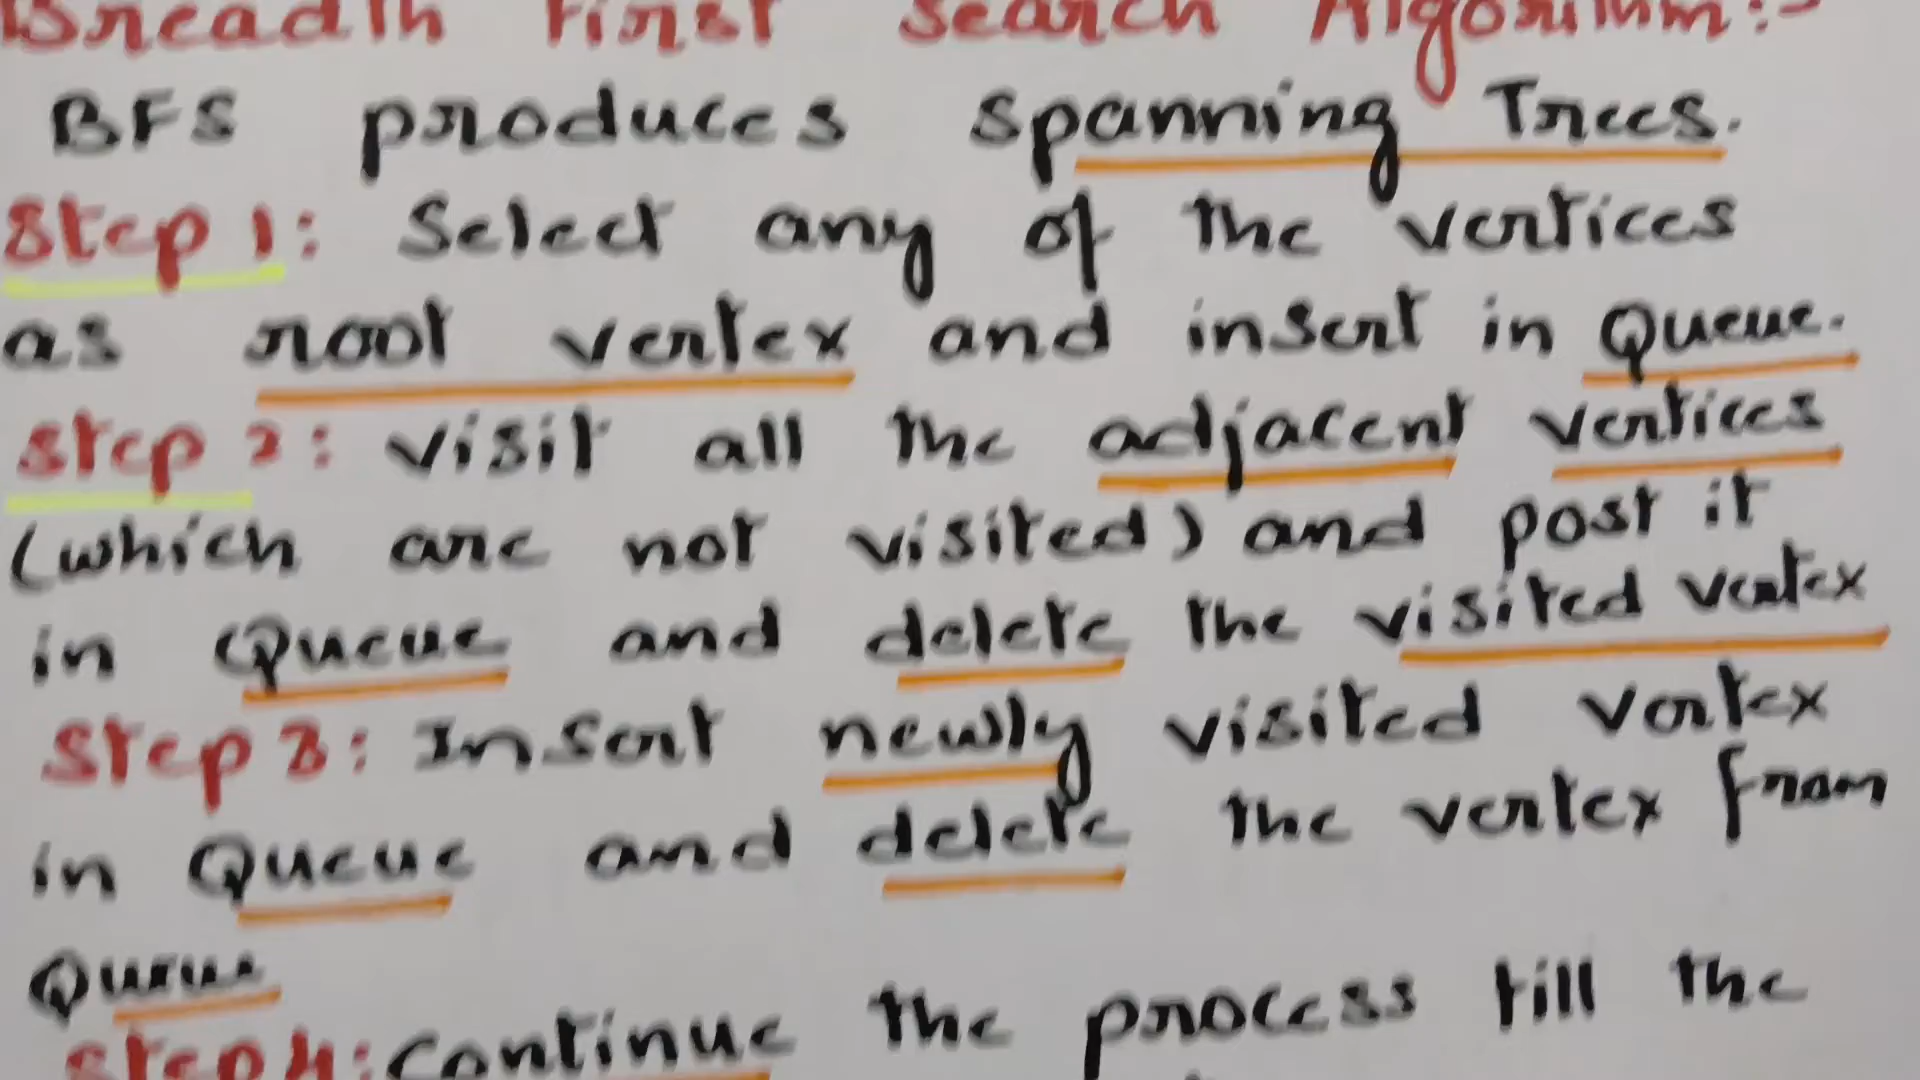 Breadth First Search Algorithm:-
BFS produces spanning Trees.
Step 1: Select any of the vertices
as root vertex and insert in Queue.
Step 2: visit all the adjacent vertices
(which are not visited) and post it
in Queue and delete the visited vertex
Step 3: Insert newly visited vertex
in Queue and delete the vertex from
Queue
Step 4: Continue the process till the